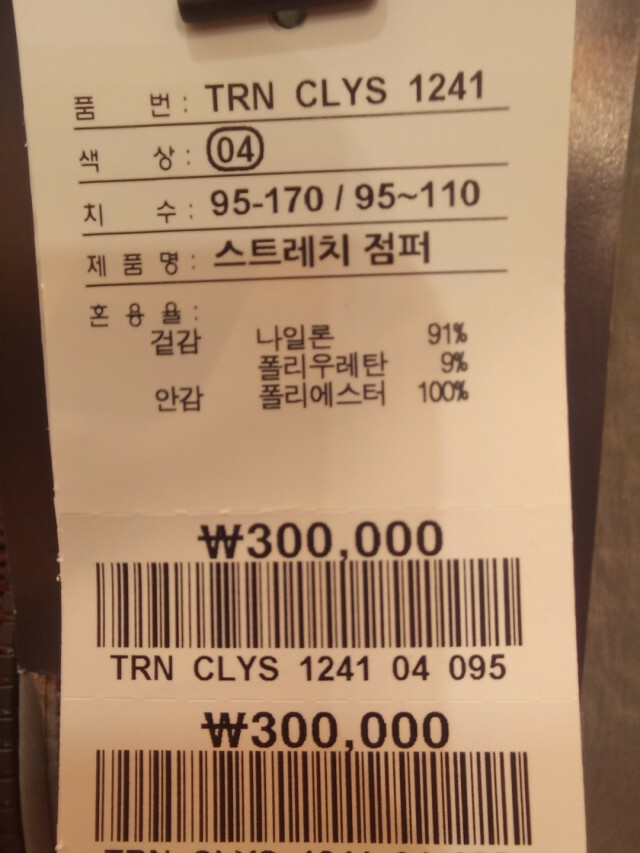 품 번 : TRN CLYS 1241
색 상 : 04
치 수 : 95-170 / 95~110
제 품 명 : 스트레치 점퍼
혼 용 율 :
겉감 나일론 91%
폴리우레탄 9%
안감 폴리에스터 100%
₩300,000
TRN CLYS 1241 04 095
₩300,000